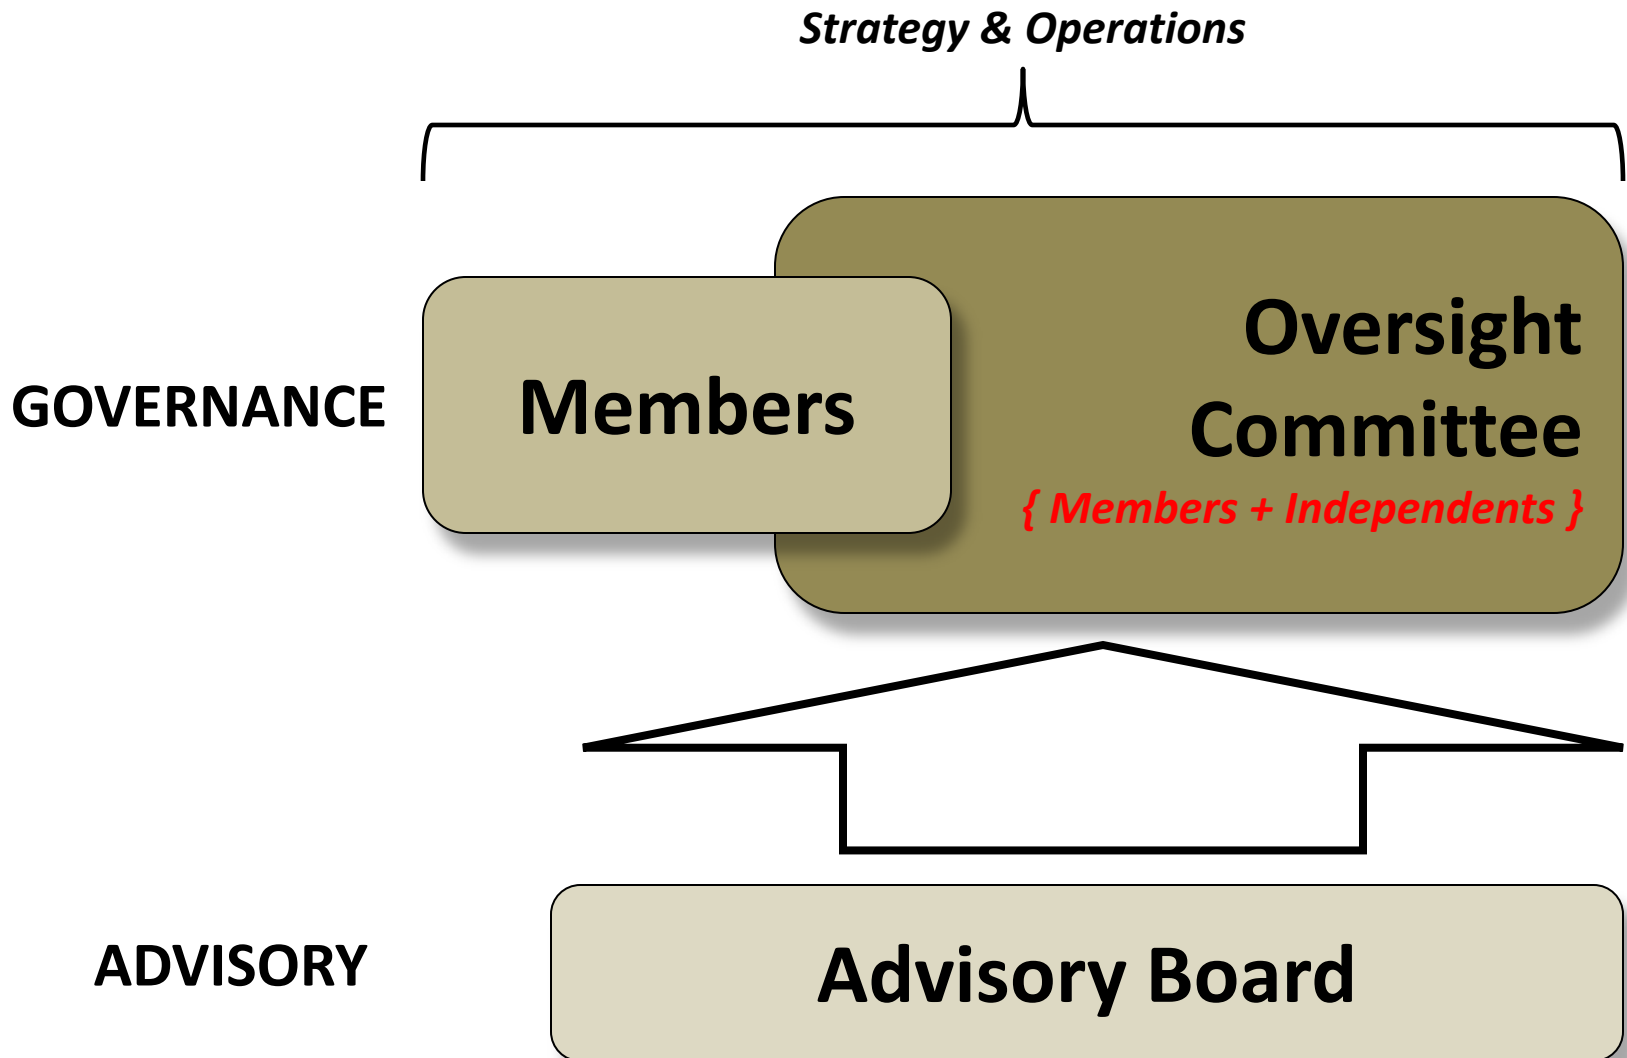 Strategy & Operations
GOVERNANCE
Members
Oversight
Committee
{ Members + Independents }
ADVISORY
Advisory Board